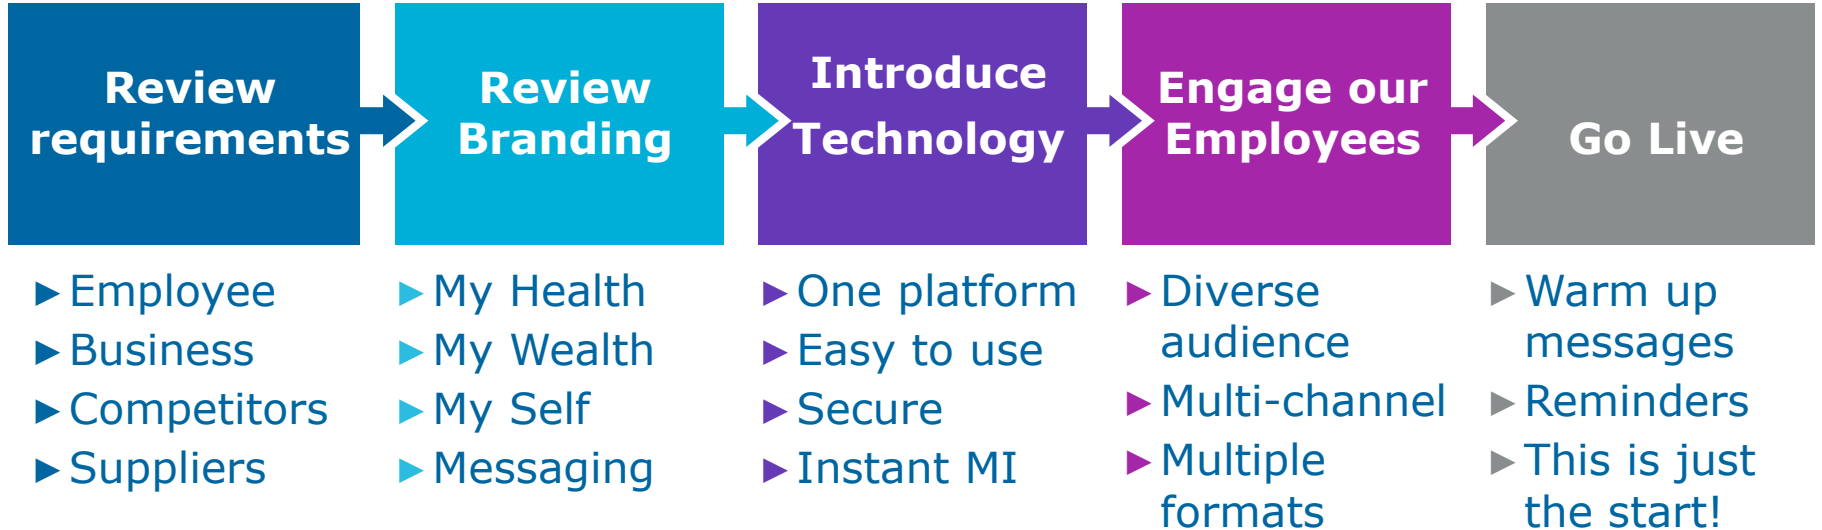 Review
requirements
► Employee
► Business
► Competitors
► Suppliers
Review
Branding
► My Health
► My Wealth
► My Self
► Messaging
Introduce
Technology
► One platform
► Easy to use
► Secure
► Instant MI
Engage our
Employees
► Diverse
audience
► Multi-channel
► Multiple
formats
Go Live
► Warm up
messages
► Reminders
► This is just
the start!